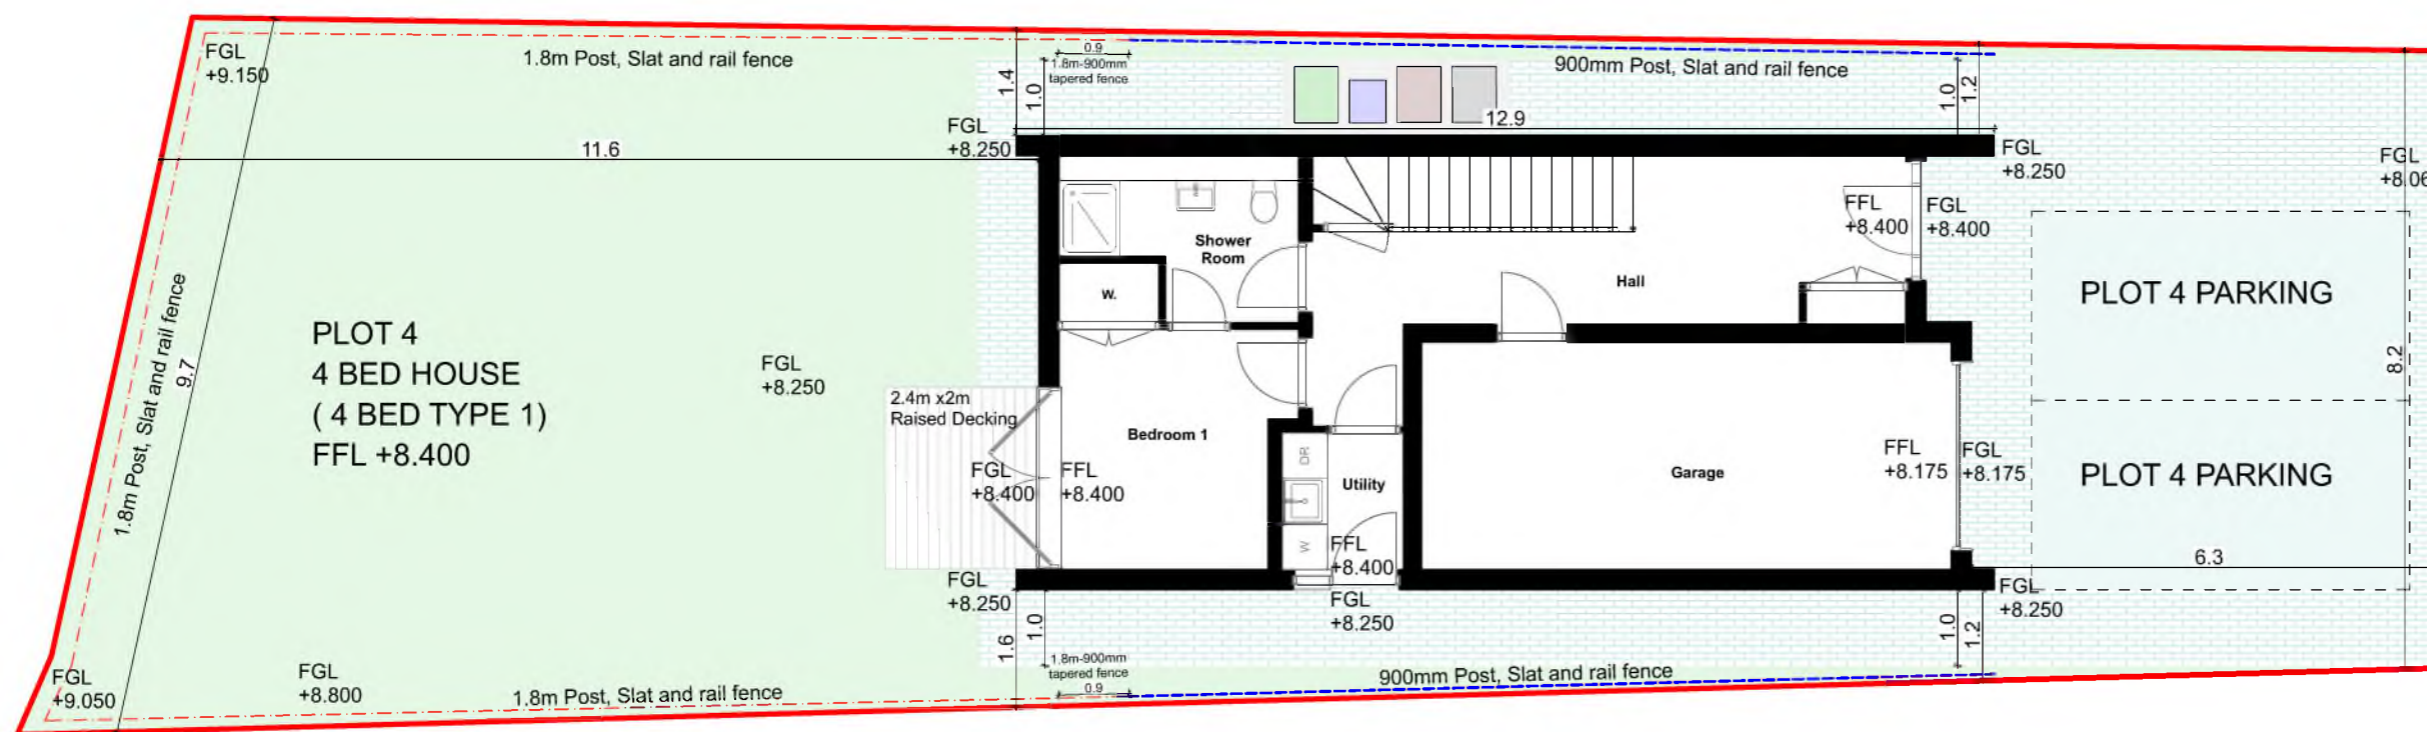 FGL
+9.150
1.8m Post, Slat and rail fence
0.9
1.8m-900mm
tapered fence
900mm Post, Slat and rail fence
1.4
1.0
1.0
1.2
12.9
FGL
+8.250
11.6
FGL
+8.250
FGL
Shower
Room
FFL
+8.400
FGL
+8.400
W.
Hall
PLOT 4 PARKING
1.8m Post, Slat and rail fence
9.7
PLOT 4
4 BED HOUSE
( 4 BED TYPE 1)
FFL +8.400
FGL
+8.250
2.4m x2m
Raised Decking
Bedroom 1
8.2
FGL
+8.400
FFL
+8.400
DR
W
Utility
Garage
FFL
+8.175
FGL
+8.175
PLOT 4 PARKING
FFL
+8.400
6.3
FGL
+8.250
FGL
+8.250
FGL
+8.250
1.6
1.0
1.0
1.2
1.8m-900mm
tapered fence
0.9
FGL
+9.050
FGL
+8.800
1.8m Post, Slat and rail fence
900mm Post, Slat and rail fence